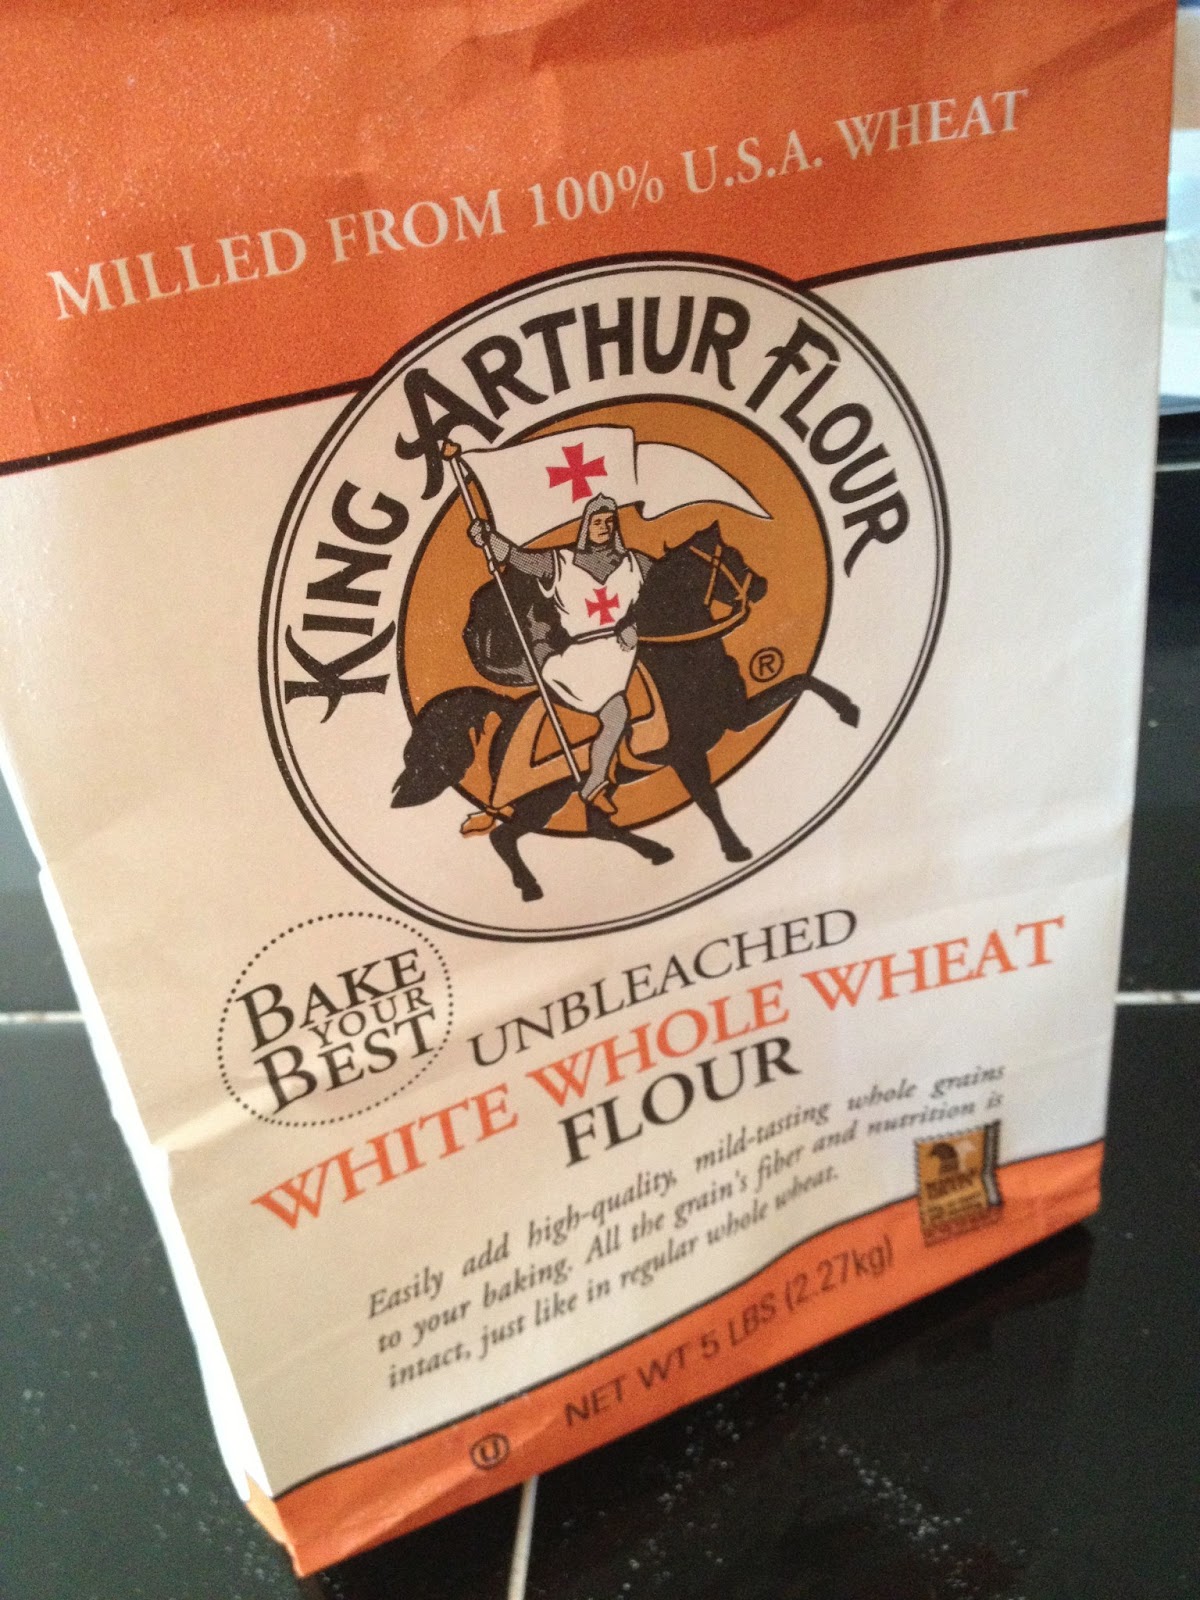 MILLED FROM 100% U.S.A. WHEAT
KING ARTHUR FLOUR
®
BAKE
YOUR
BEST
UNBLEACHED
WHITE WHOLE WHEAT
FLOUR
Easily add high-quality, mild-tasting whole grains
to your baking. All the grain's fiber and nutrition is
intact, just like in regular whole wheat.
NET WT 5 LBS (2.27kg)
U